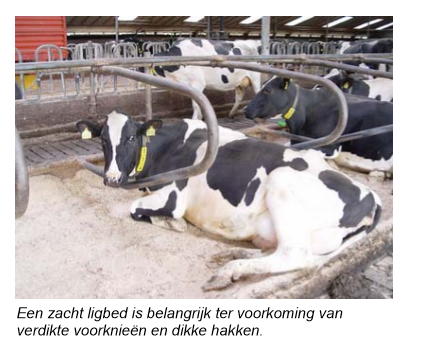 Een zacht ligbed is belangrijk ter voorkoming van
verdikte voorknieën en dikke hakken.